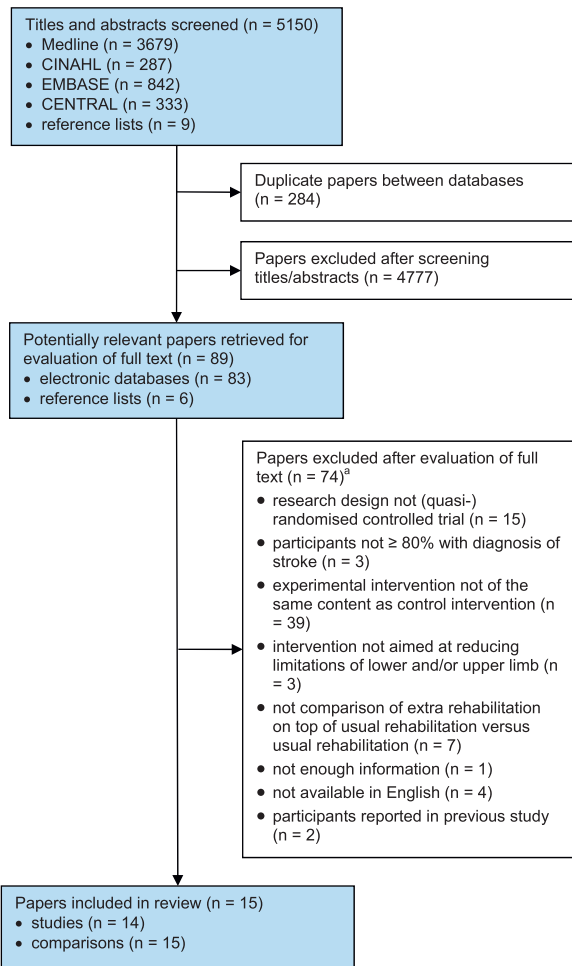 Titles and abstracts screened (n = 5150)
• Medline (n = 3679)
• CINAHL (n = 287)
• EMBASE (n = 842)
• CENTRAL (n = 333)
• reference lists (n = 9)
Duplicate papers between databases
(n = 284)
Papers excluded after screening
titles/abstracts (n = 4777)
Potentially relevant papers retrieved for
evaluation of full text (n = 89)
• electronic databases (n = 83)
• reference lists (n = 6)
Papers excluded after evaluation of full
text (n = 74)a
• research design not (quasi-)
randomised controlled trial (n = 15)
• participants not ≥ 80% with diagnosis of
stroke (n = 3)
• experimental intervention not of the
same content as control intervention (n
= 39)
• intervention not aimed at reducing
limitations of lower and/or upper limb (n
= 3)
• not comparison of extra rehabilitation
on top of usual rehabilitation versus
usual rehabilitation (n = 7)
• not enough information (n = 1)
• not available in English (n = 4)
• participants reported in previous study
(n = 2)
Papers included in review (n = 15)
• studies (n = 14)
• comparisons (n = 15)